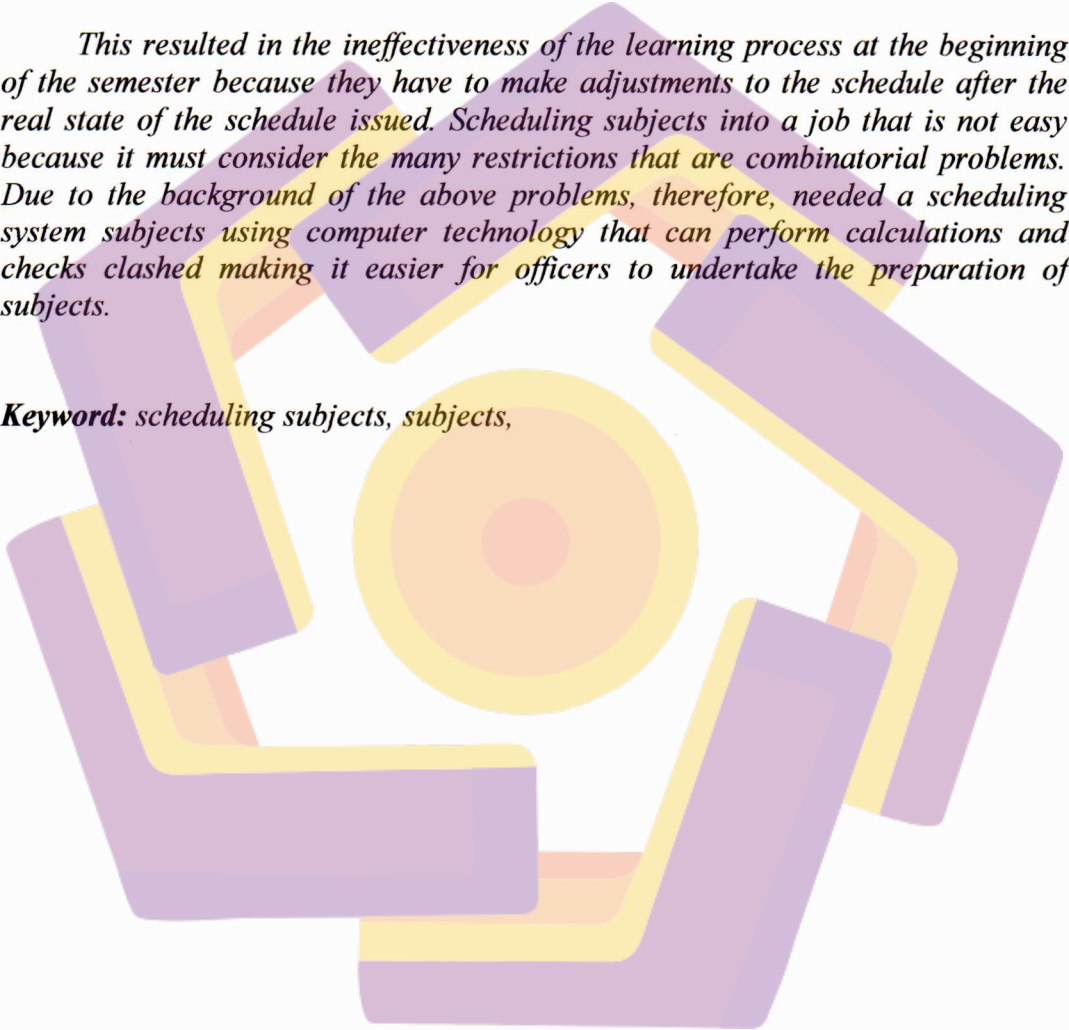 This resulted in the ineffectiveness of the learning process at the beginning
of the semester because they have to make adjustments to the schedule after the
real state of the schedule issued. Scheduling subjects into a job that is not easy
because it must consider the many restrictions that are combinatorial problems.
Due to the background of the above problems, therefore, needed a scheduling
system subjects using computer technology that can perform calculations and
checks clashed making it easier for officers to undertake the preparation of
subjects.
Keyword: scheduling subjects, subjects,